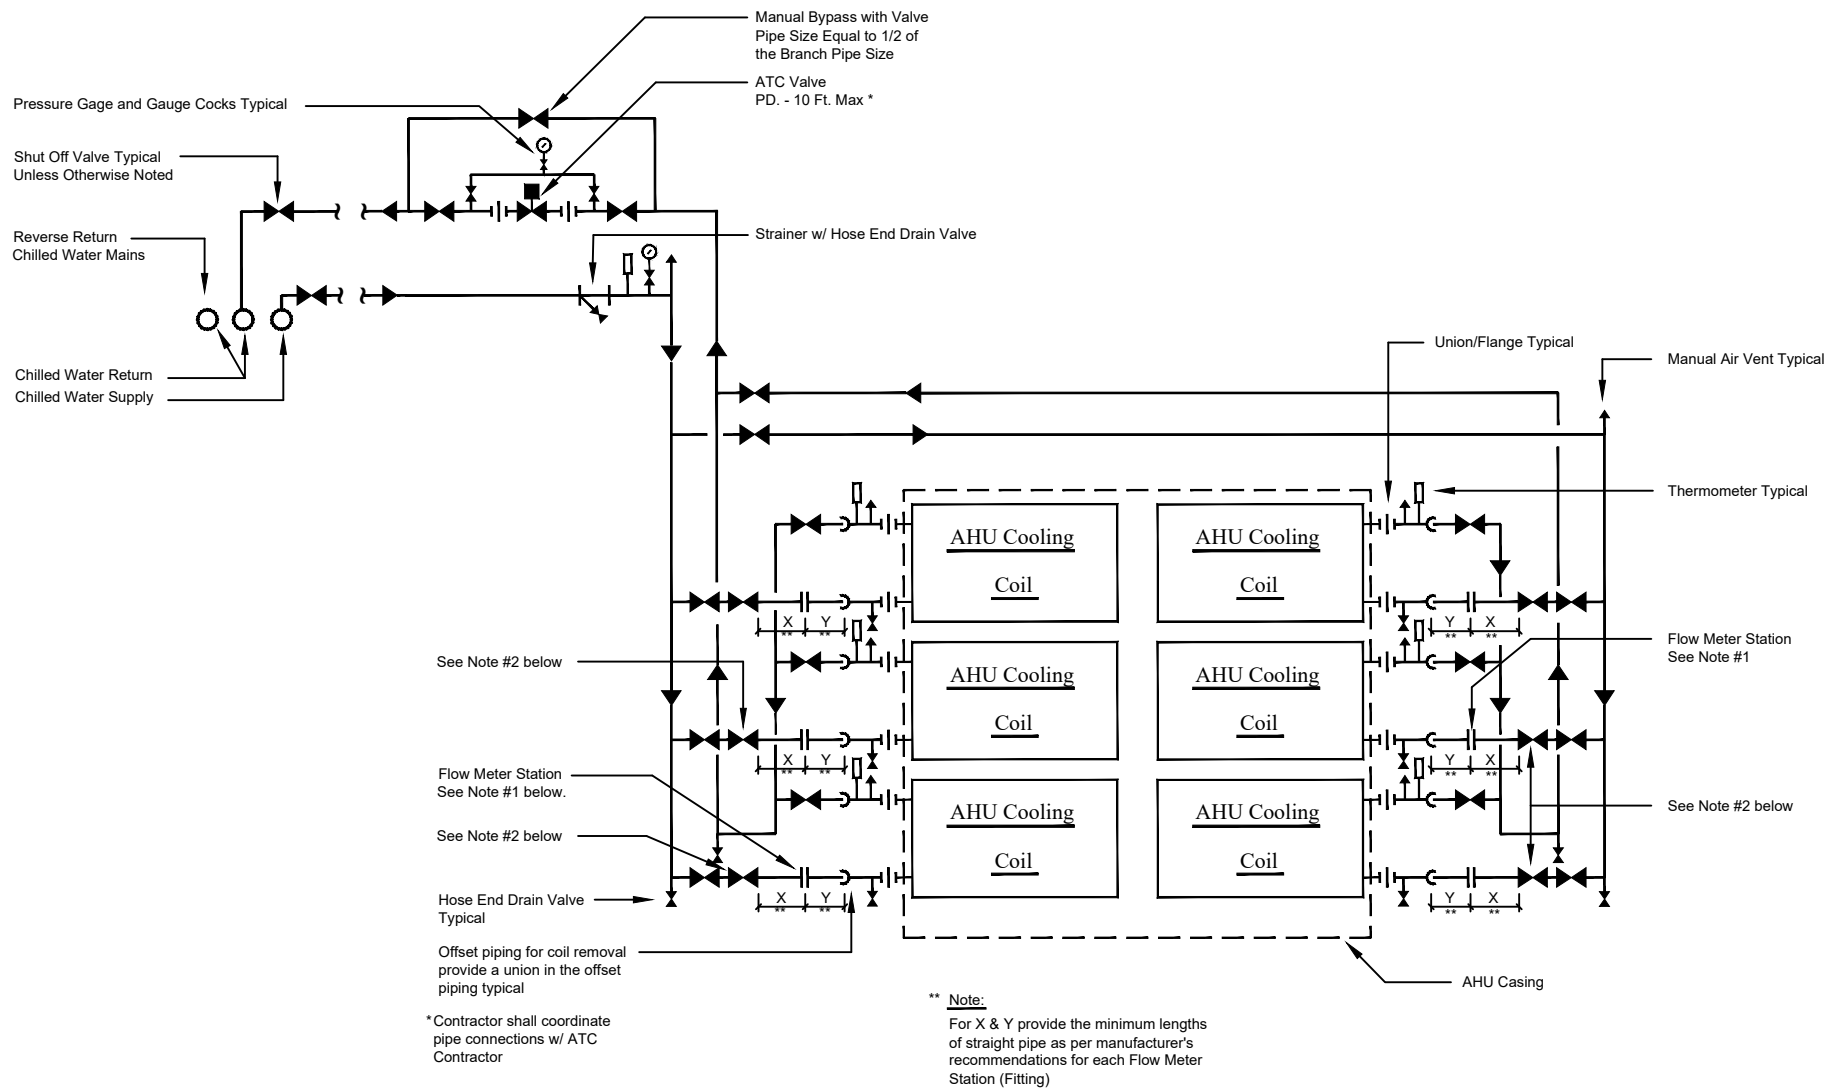 Manual Bypass with Valve
Pipe Size Equal to 1/2 of
the Branch Pipe Size
ATC Valve
PD. - 10 Ft. Max *
Pressure Gage and Gauge Cocks Typical
Shut Off Valve Typical
Unless Otherwise Noted
Reverse Return
Chilled Water Mains
Strainer w/ Hose End Drain Valve
Chilled Water Return
Chilled Water Supply
Union/Flange Typical
Manual Air Vent Typical
Thermometer Typical
AHU Cooling
Coil
AHU Cooling
Coil
X
**
Y
**
Y
**
X
**
Flow Meter Station
See Note #1
See Note #2 below
AHU Cooling
Coil
AHU Cooling
Coil
X
**
Y
**
Y
**
X
**
Flow Meter Station
See Note #1 below.
See Note #2 below
See Note #2 below
AHU Cooling
Coil
AHU Cooling
Coil
X
**
Y
**
Y
**
X
**
Hose End Drain Valve
Typical
Offset piping for coil removal
provide a union in the offset
piping typical
AHU Casing
*Contractor shall coordinate
pipe connections w/ ATC
Contractor
** Note:
For X & Y provide the minimum lengths
of straight pipe as per manufacturer's
recommendations for each Flow Meter
Station (Fitting)